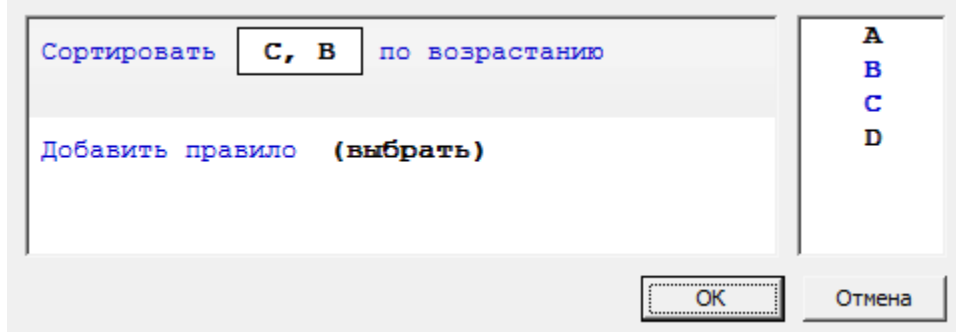 Сортировать C, B по возрастанию
Добавить правило (выбрать)
A
B
C
D
OK Отмена